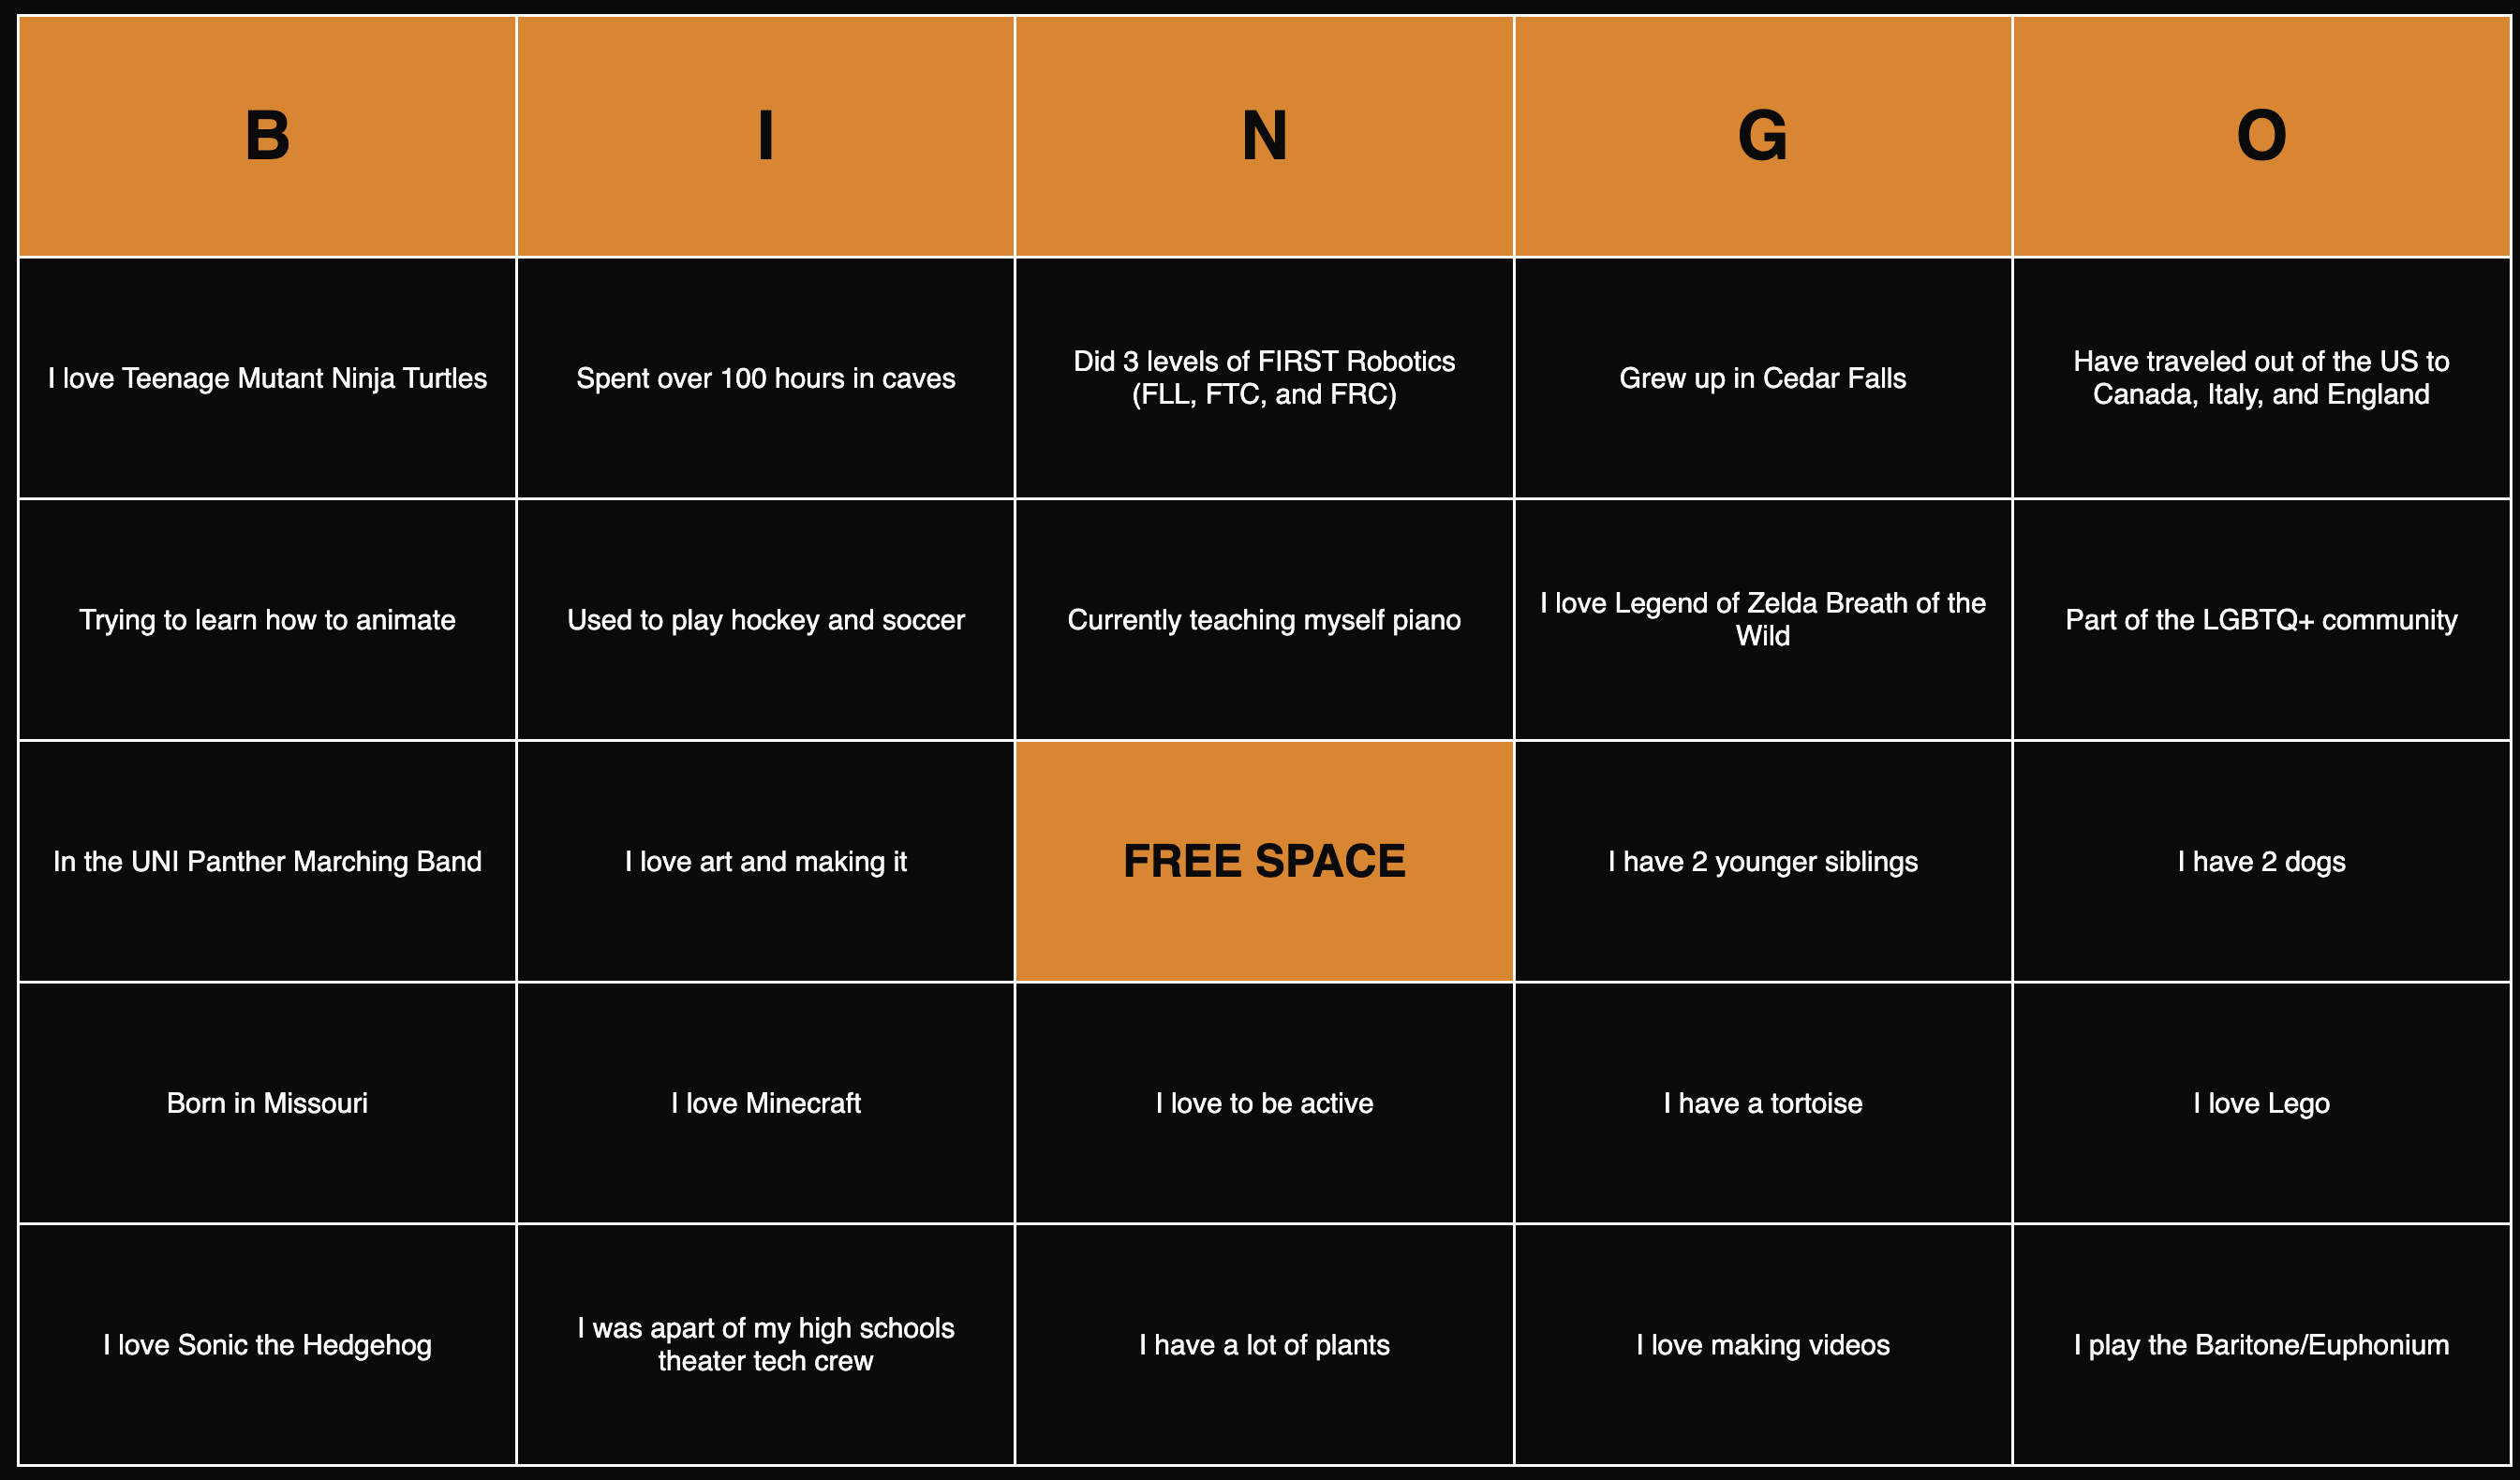 B
I
N
G
O
I love Teenage Mutant Ninja Turtles
Spent over 100 hours in caves
Did 3 levels of FIRST Robotics
(FLL, FTC, and FRC)
Grew up in Cedar Falls
Have traveled out of the US to
Canada, Italy, and England
Trying to learn how to animate
Used to play hockey and soccer
Currently teaching myself piano
I love Legend of Zelda Breath of the
Wild
Part of the LGBTQ+ community
In the UNI Panther Marching Band
I love art and making it
FREE SPACE
I have 2 younger siblings
I have 2 dogs
Born in Missouri
I love Minecraft
I love to be active
I have a tortoise
I love Lego
I love Sonic the Hedgehog
I was apart of my high schools
theater tech crew
I have a lot of plants
I love making videos
I play the Baritone/Euphonium